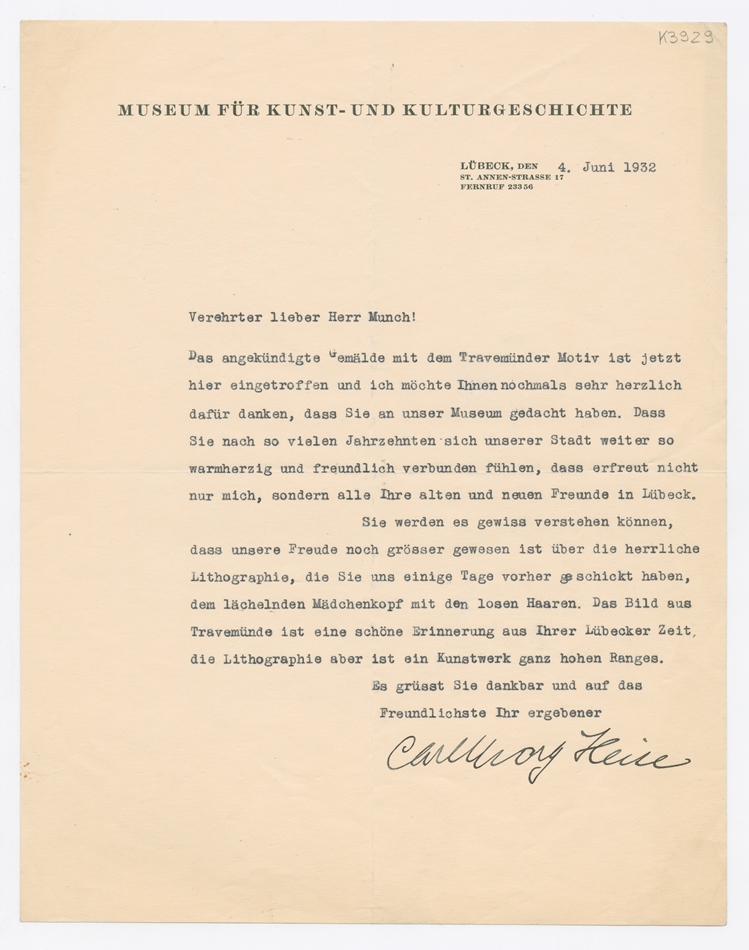 K3929
MUSEUM FÜR KUNST- UND KULTURGESCHICHTE
LÜBECK, DEN 4. Juni 1932
ST. ANNEN-STRASSE 17
FERNRUF 23356
Verehrter lieber Herr Munch!
Das angekündigte Gemälde mit dem Travemünder Motiv ist jetzt
hier eingetroffen und ich möchte Ihnen nochmals sehr herzlich
dafür danken, dass Sie an unser Museum gedacht haben. Dass
Sie nach so vielen Jahrzehnten sich unserer Stadt weiter so
warmherzig und freundlich verbunden fühlen, dass erfreut nicht
nur mich, sondern alle Ihre alten und neuen Freunde in Lübeck.
Sie werden es gewiss verstehen können,
dass unsere Freude noch grösser gewesen ist über die herrliche
Lithographie, die Sie uns einige Tage vorher geschickt haben,
dem lächelnden Mädchenkopf mit den losen Haaren. Das Bild aus
Travemünde ist eine schöne Erinnerung aus Ihrer Lübecker Zeit,
die Lithographie aber ist ein Kunstwerk ganz hohen Ranges.
Es grüsst Sie dankbar und auf das
Freundlichste Ihr ergebener
Carl Georg Heise